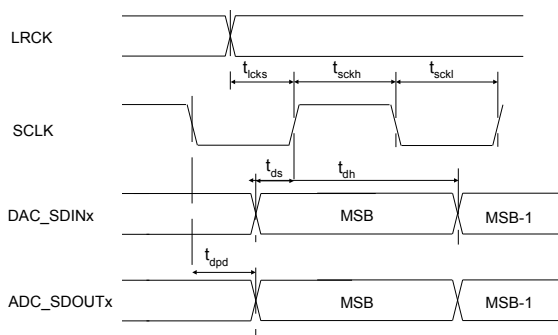 LRCK
t_lcks t_sckh t_sckl
SCLK
t_ds t_dh
DAC_SDINx MSB MSB-1
t_dpd
ADC_SDOUTx MSB MSB-1